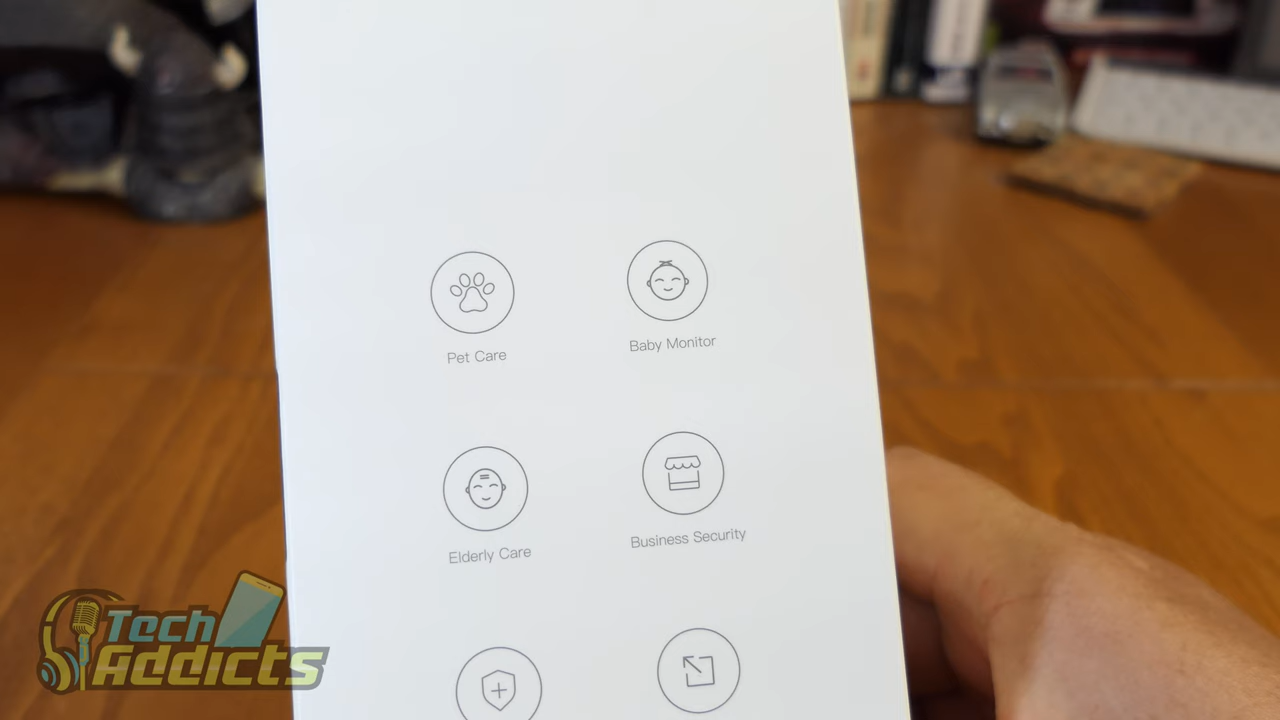 Pet Care
Baby Monitor
Elderly Care
Business Security
Tech
Addicts